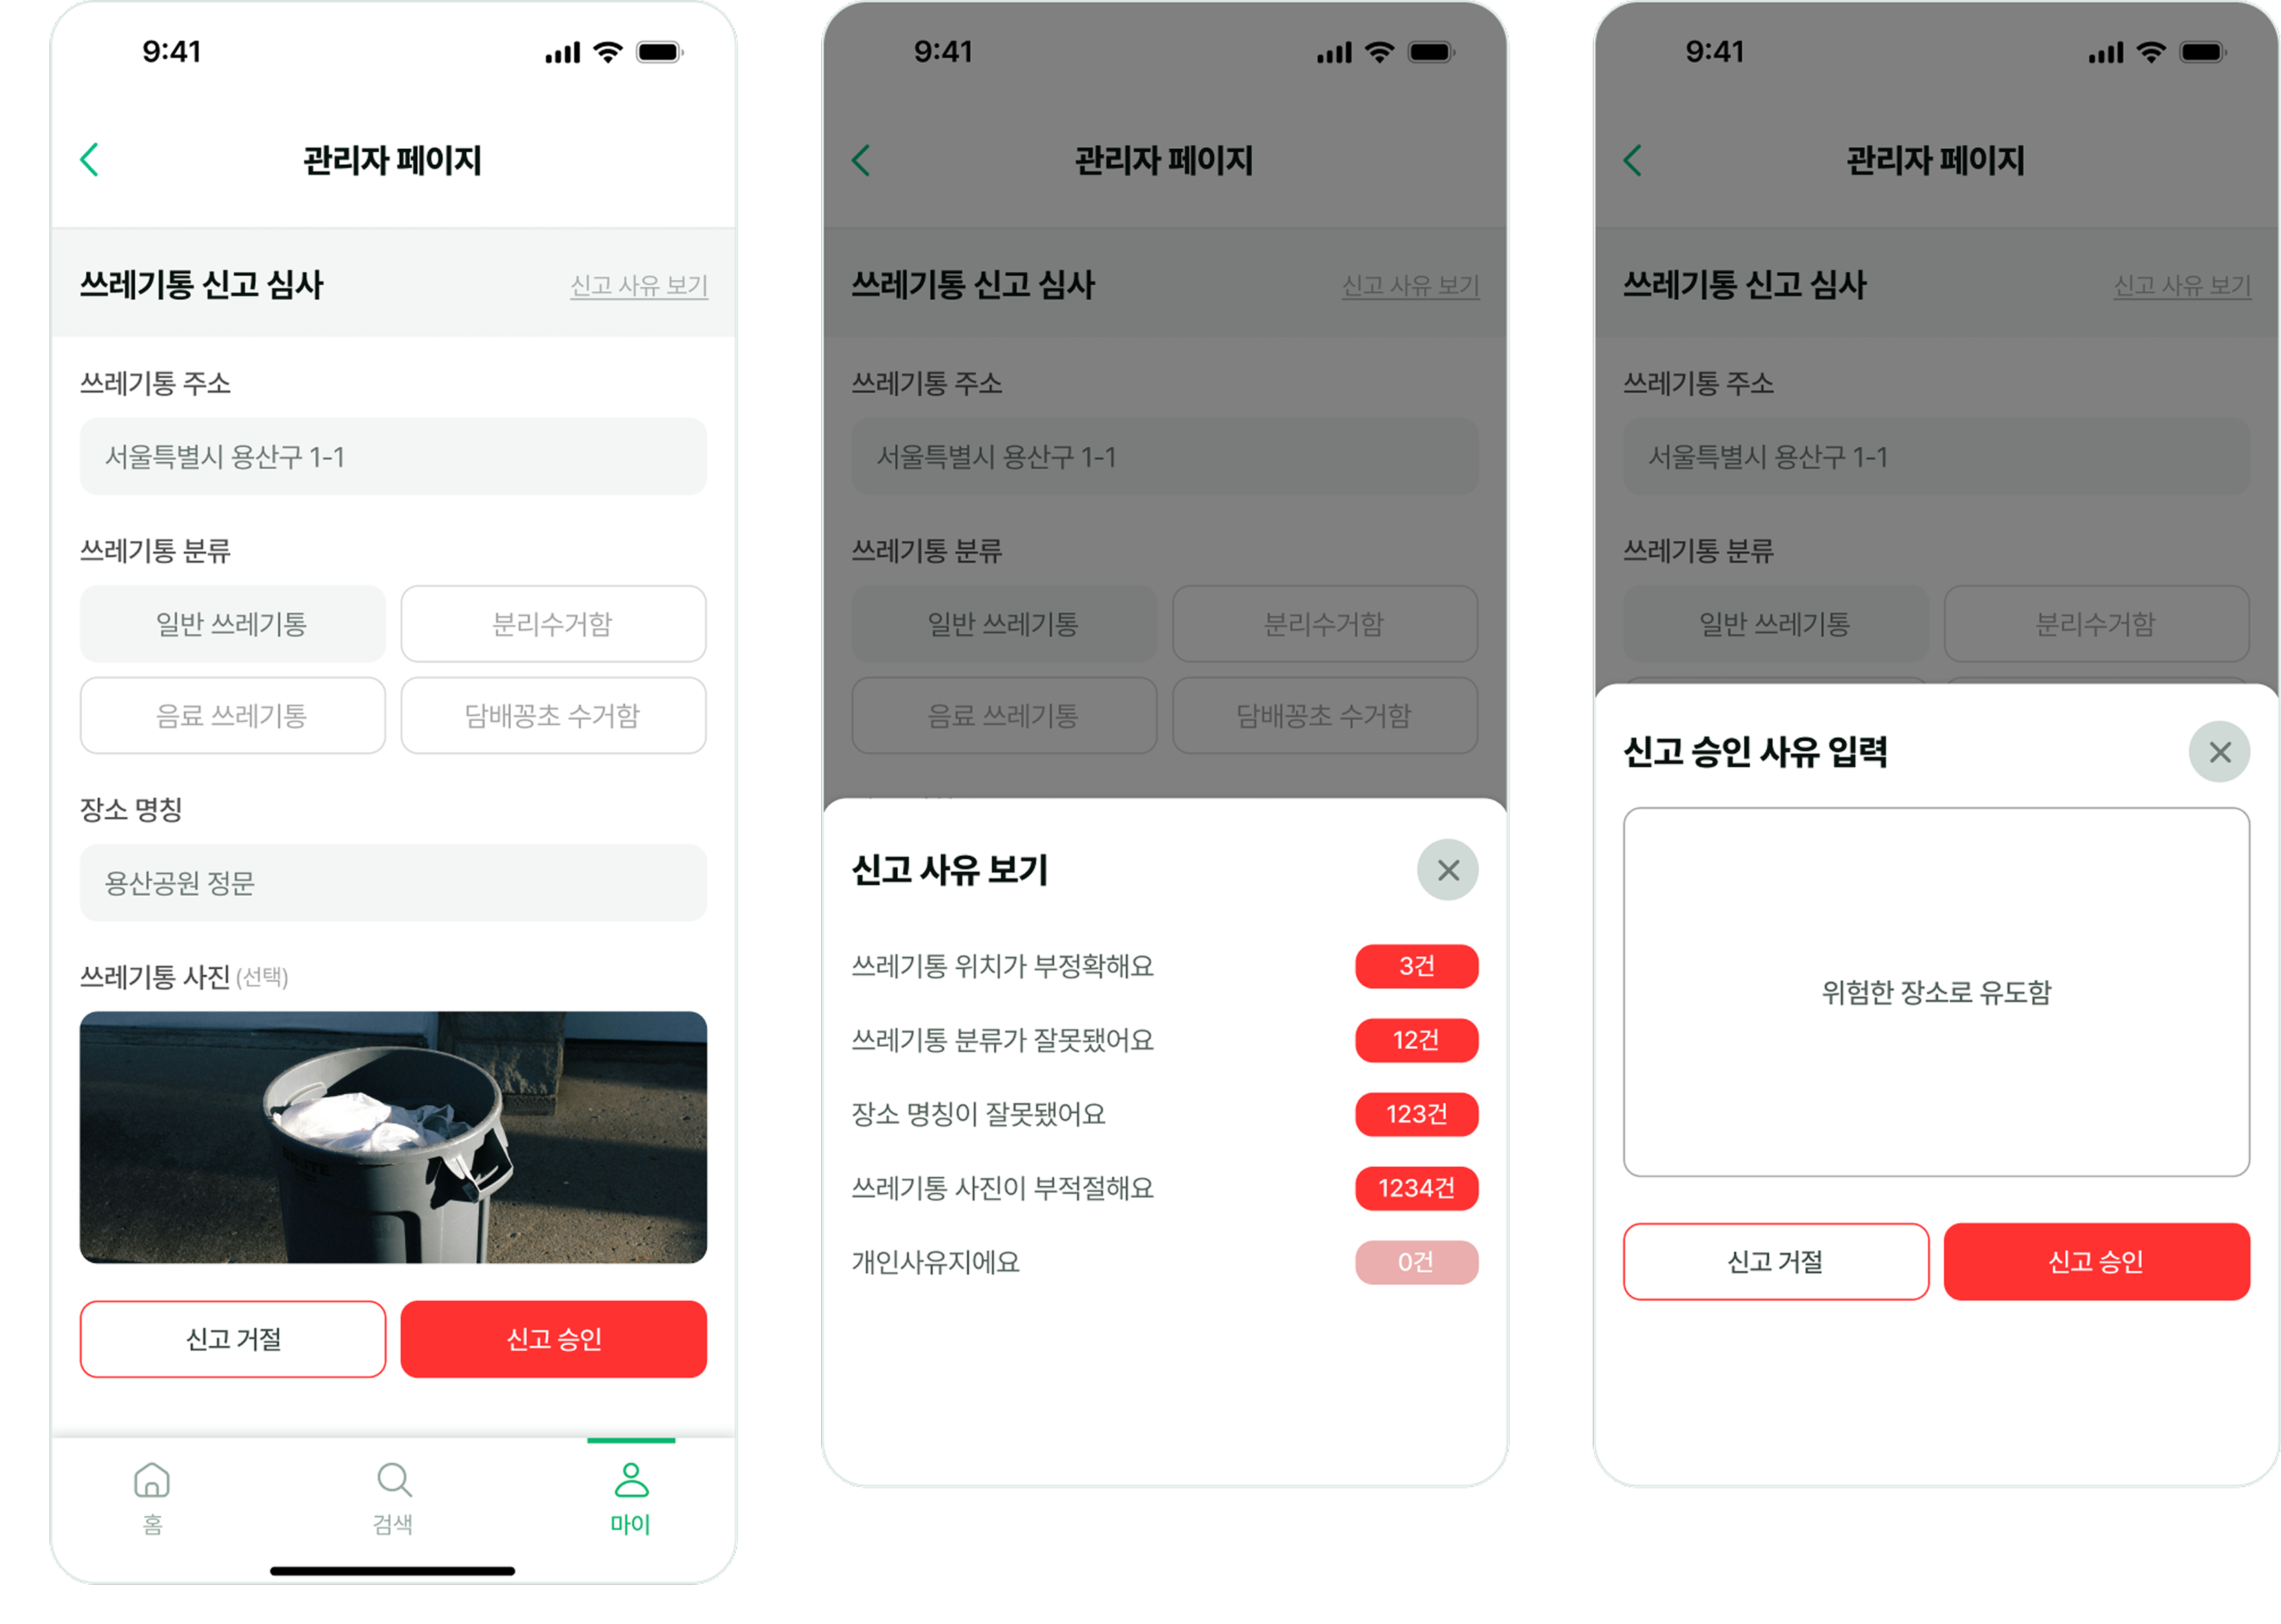 9:41
관리자 페이지
쓰레기통 신고 심사
신고 사유 보기
쓰레기통 주소
서울특별시 용산구 1-1
쓰레기통 분류
일반 쓰레기통
분리수거함
음료 쓰레기통
담배꽁초 수거함
장소 명칭
용산공원 정문
쓰레기통 사진 (선택)
신고 거절
신고 승인
홈
검색
마이
9:41
관리자 페이지
쓰레기통 신고 심사
신고 사유 보기
쓰레기통 주소
서울특별시 용산구 1-1
쓰레기통 분류
일반 쓰레기통
분리수거함
음료 쓰레기통
담배꽁초 수거함
신고 사유 보기
쓰레기통 위치가 부정확해요
3건
쓰레기통 분류가 잘못됐어요
12건
장소 명칭이 잘못됐어요
123건
쓰레기통 사진이 부적절해요
1234건
개인사유지에요
0건
9:41
관리자 페이지
쓰레기통 신고 심사
신고 사유 보기
쓰레기통 주소
서울특별시 용산구 1-1
쓰레기통 분류
일반 쓰레기통
분리수거함
신고 승인 사유 입력
위험한 장소로 유도함
신고 거절
신고 승인